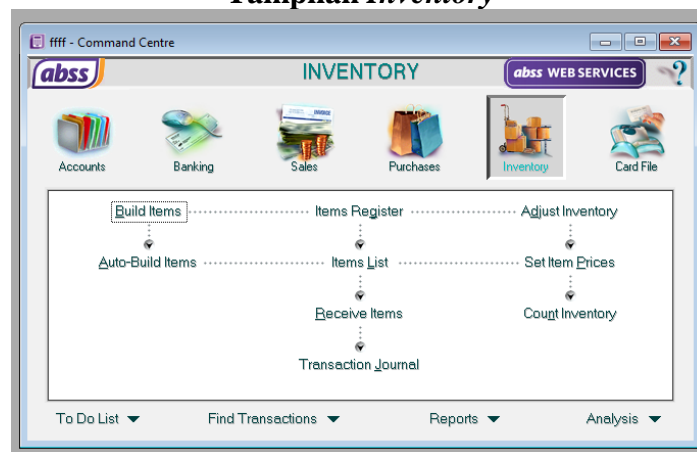 Tampilan Inventory
ffff - Command Centre
abss INVENTORY abss WEB SERVICES ?
Accounts Banking Sales Purchases Inventory Card File
Build Items Items Register Adjust Inventory
Auto-Build Items Items List Set Item Prices
Receive Items Count Inventory
Transaction Journal
To Do List Find Transactions Reports Analysis